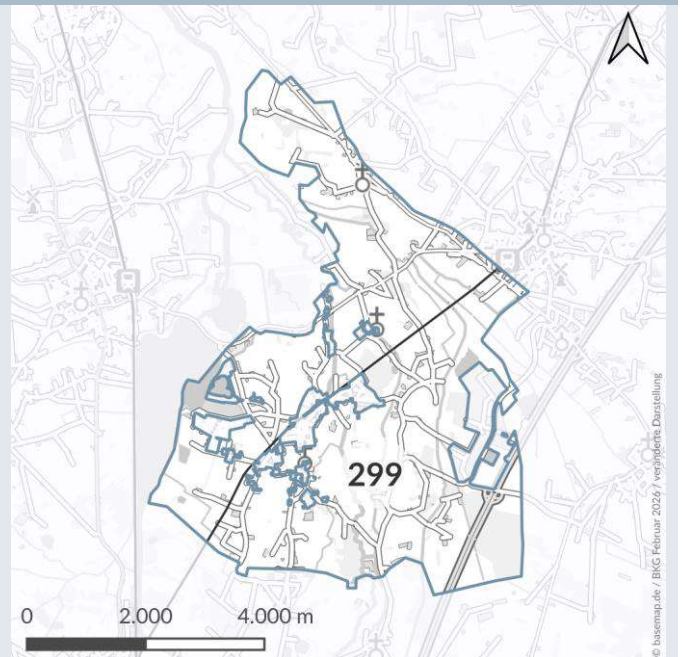 299
0 2.000 4.000 m
© basemap.de / BKG Februar 2026 / veränderte Darstellung